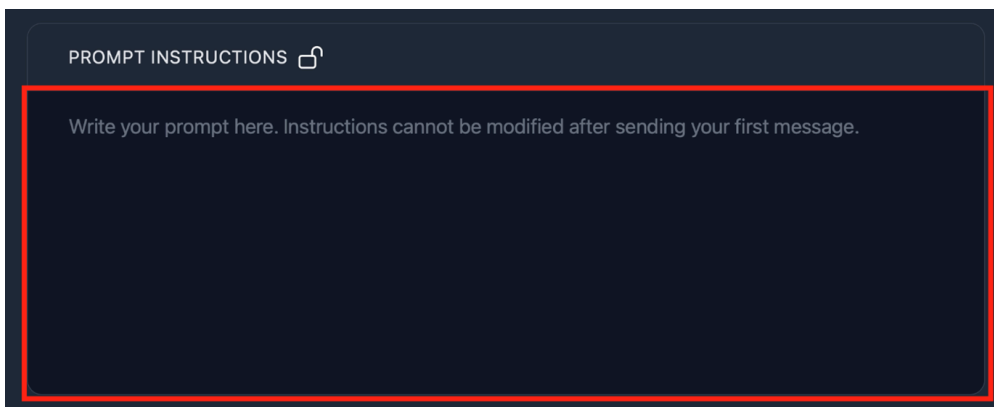 PROMPT INSTRUCTIONS
Write your prompt here. Instructions cannot be modified after sending your first message.